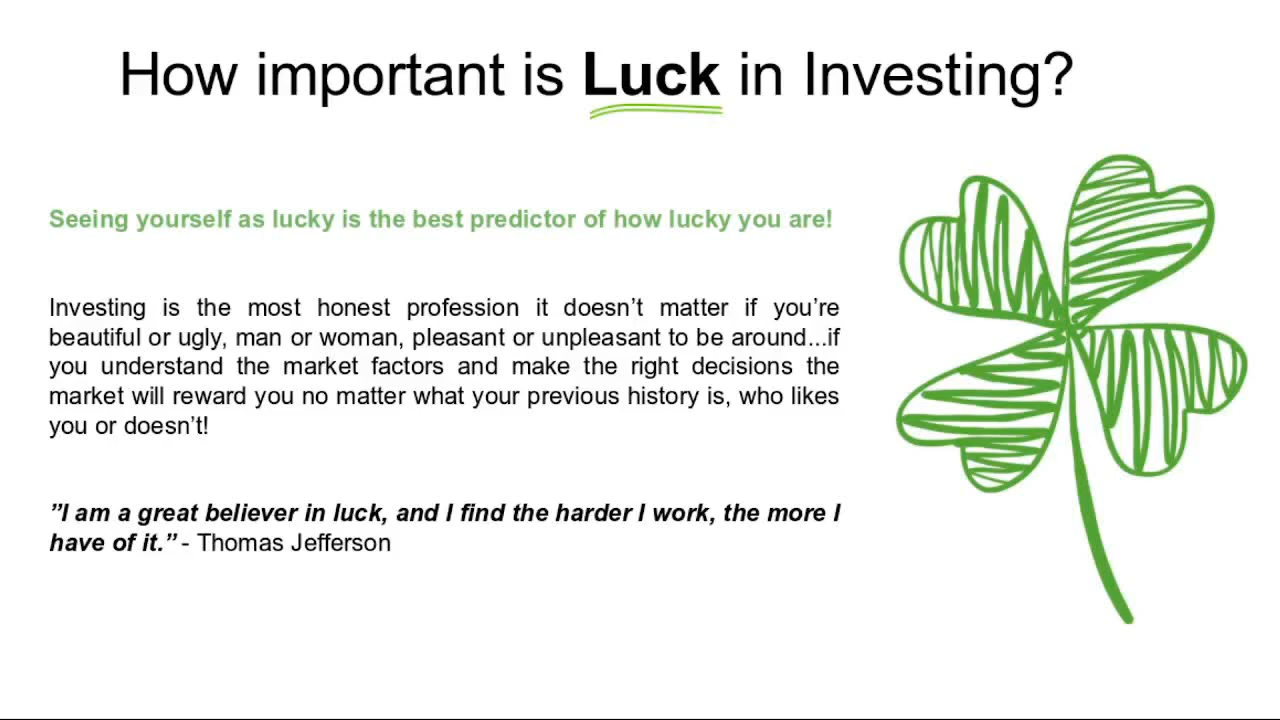 How important is Luck in Investing?
Seeing yourself as lucky is the best predictor of how lucky you are!
Investing is the most honest profession it doesn’t matter if you’re
beautiful or ugly, man or woman, pleasant or unpleasant to be around...if
you understand the market factors and make the right decisions the
market will reward you no matter what your previous history is, who likes
you or doesn’t!
”I am a great believer in luck, and I find the harder I work, the more I
have of it.” - Thomas Jefferson